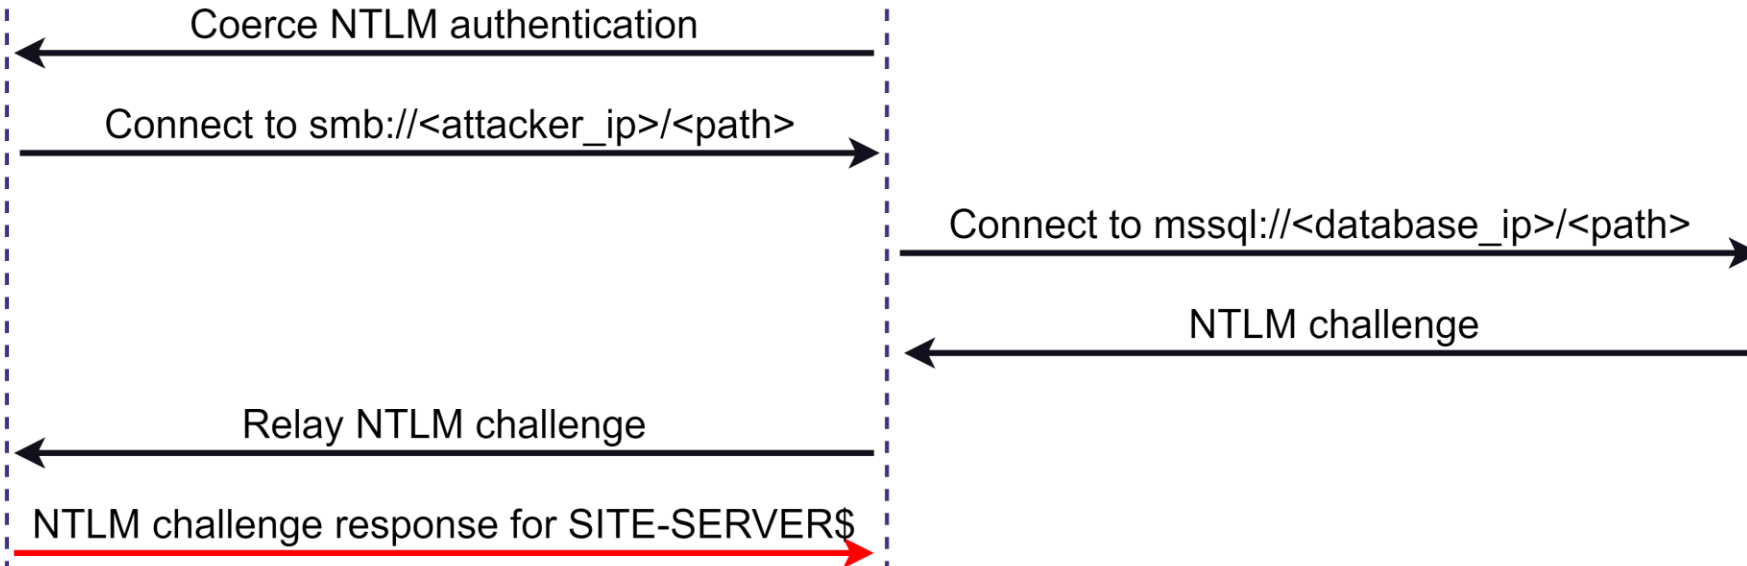 Coerce NTLM authentication
Connect to smb://<attacker_ip>/<path>
Connect to mssql://<database_ip>/<path>
NTLM challenge
Relay NTLM challenge
NTLM challenge response for SITE-SERVER$